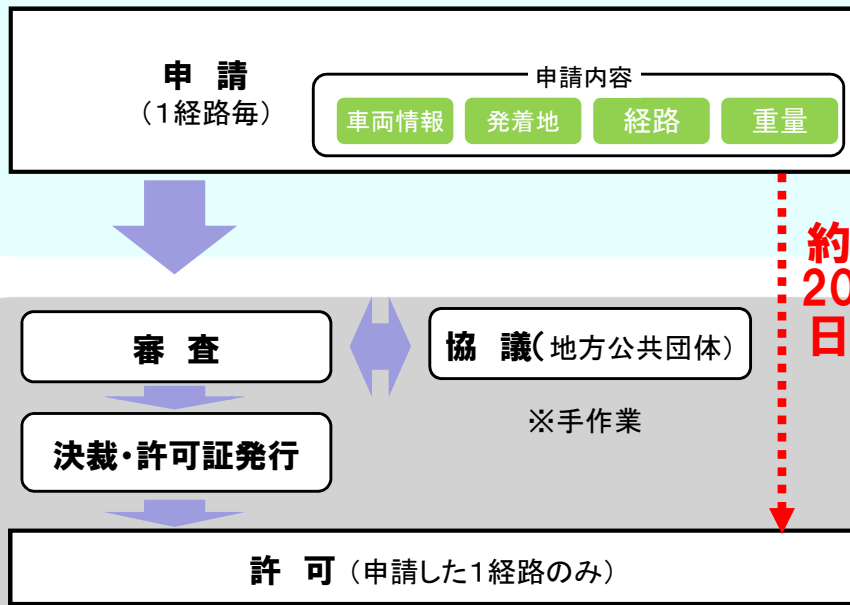 申 請
(1経路毎)
申請内容
車両情報 発着地 経路 重量
約
20
日
審 査
協 議(地方公共団体)
※手作業
決裁・許可証発行
許 可(申請した1経路のみ)